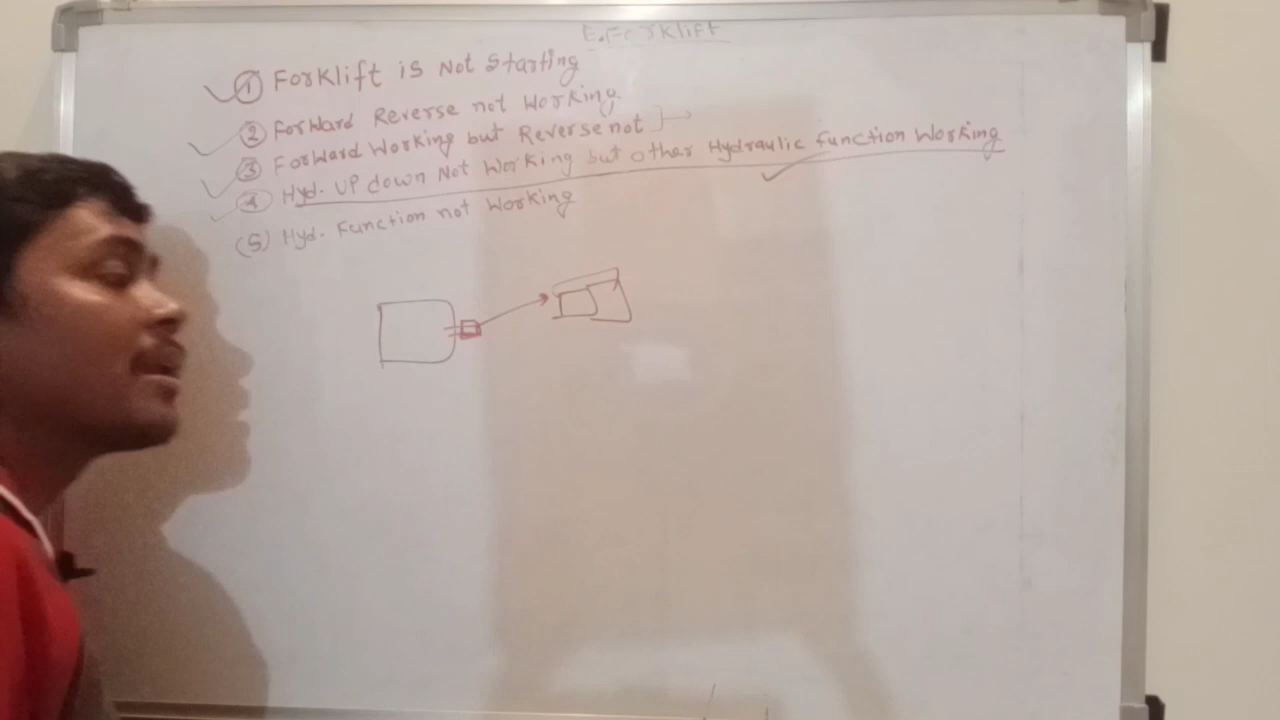 E.Forklift
① Forklift is Not Starting
② Forward Reverse not Working.
③ Forward Working but Reverse not
④ Hyd. UP down Not Working but other Hydraulic function Working
(5) Hyd. Function not Working